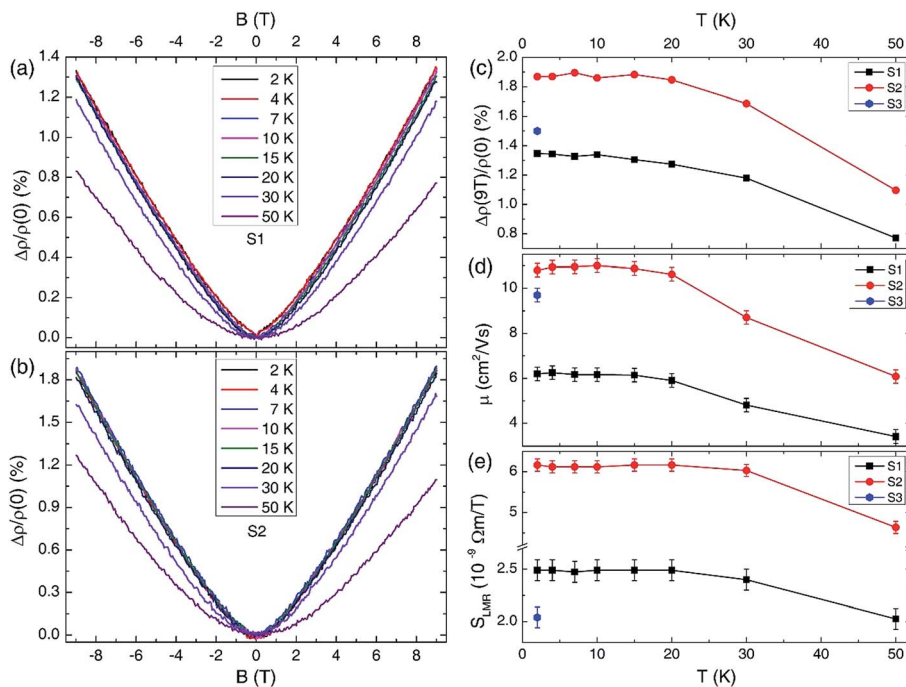 B (T)
-8 -6 -4 -2 0 2 4 6 8
(a)
1.4
1.2
1.0
0.8
0.6
0.4
0.2
0.0
Δρ/ρ(0) (%)
2 K
4 K
7 K
10 K
15 K
20 K
30 K
50 K
S1
(b)
1.8
1.5
1.2
0.9
0.6
0.3
0.0
Δρ/ρ(0) (%)
2 K
4 K
7 K
10 K
15 K
20 K
30 K
50 K
S2
-8 -6 -4 -2 0 2 4 6 8
B (T)
T (K)
0 10 20 30 40 50
(c)
2.0
1.8
1.6
1.4
1.2
1.0
0.8
Δρ(9T)/ρ(0) (%)
S1
S2
S3
(d)
10
8
6
4
μ (cm²/Vs)
S1
S2
S3
(e)
6
5
2.5
2.0
S_LMR (10⁻⁹ Ωm/T)
S1
S2
S3
0 10 20 30 40 50
T (K)